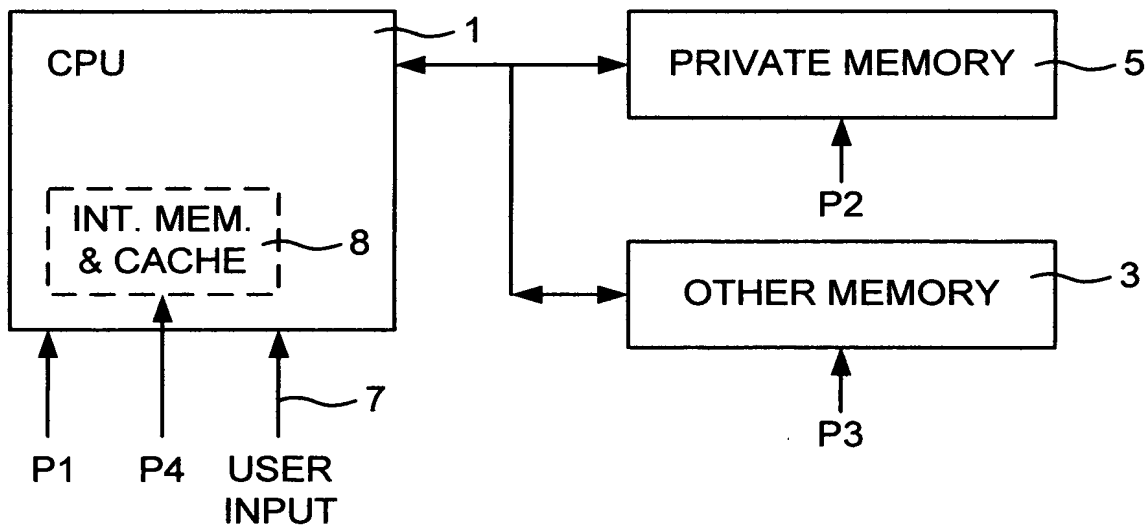 1
CPU
PRIVATE MEMORY
5
INT. MEM.
& CACHE
8
P2
OTHER MEMORY
3
7
P1
P4
USER
INPUT
P3